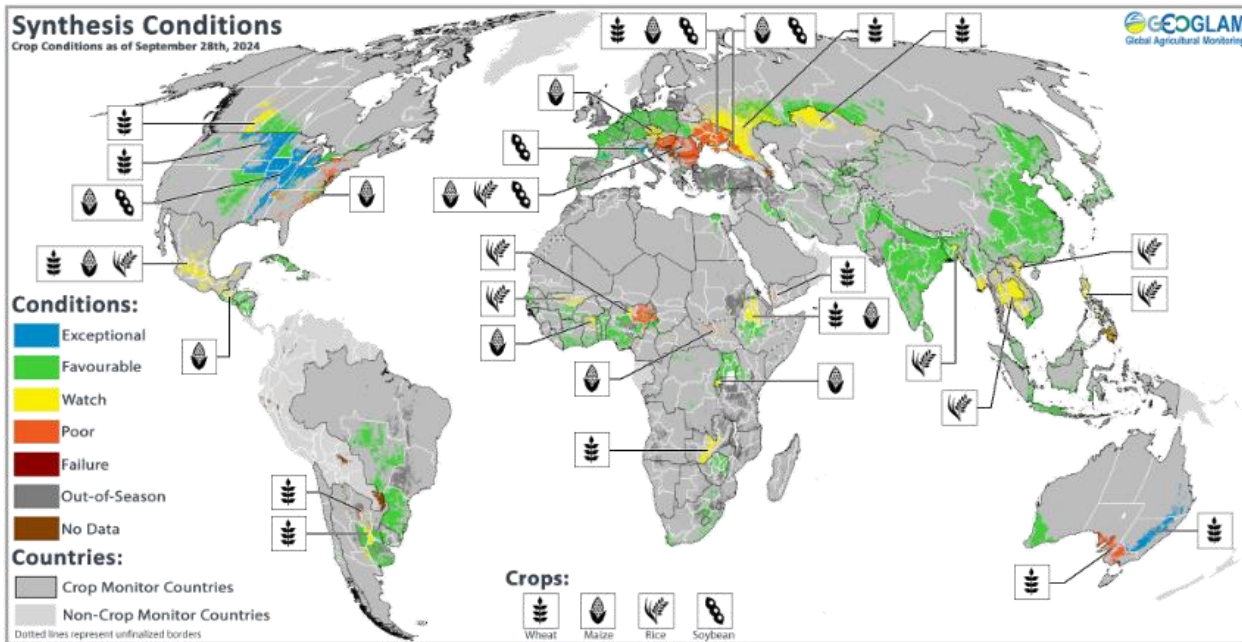 Synthesis Conditions
Crop Conditions as of September 28th, 2024
GEOGLAM
Global Agricultural Monitoring
Conditions:
Exceptional
Favourable
Watch
Poor
Failure
Out-of-Season
No Data
Countries:
Crop Monitor Countries
Non-Crop Monitor Countries
Dotted lines represent unfinalized borders
Crops:
Wheat
Maize
Rice
Soybean